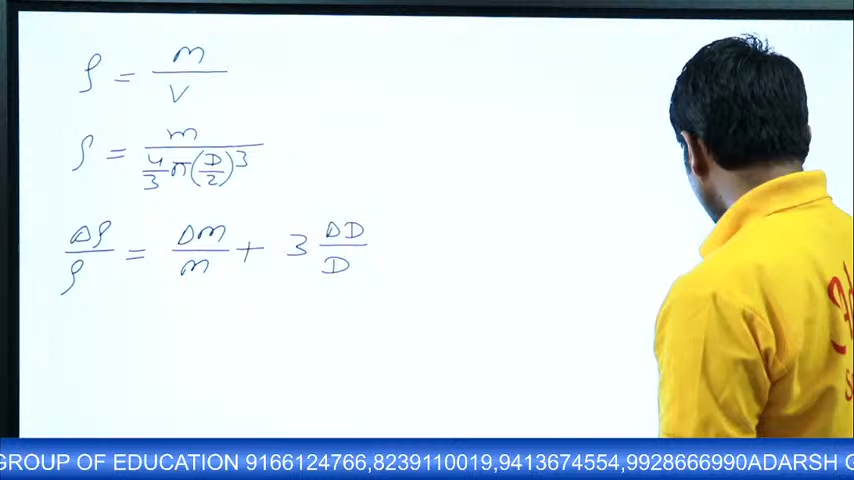 ρ = m/V
ρ = m/(4/3 π(D/2)^3)
Δρ/ρ = Δm/m + 3 ΔD/D
GROUP OF EDUCATION 9166124766,8239110019,9413674554,9928666990ADARSH G